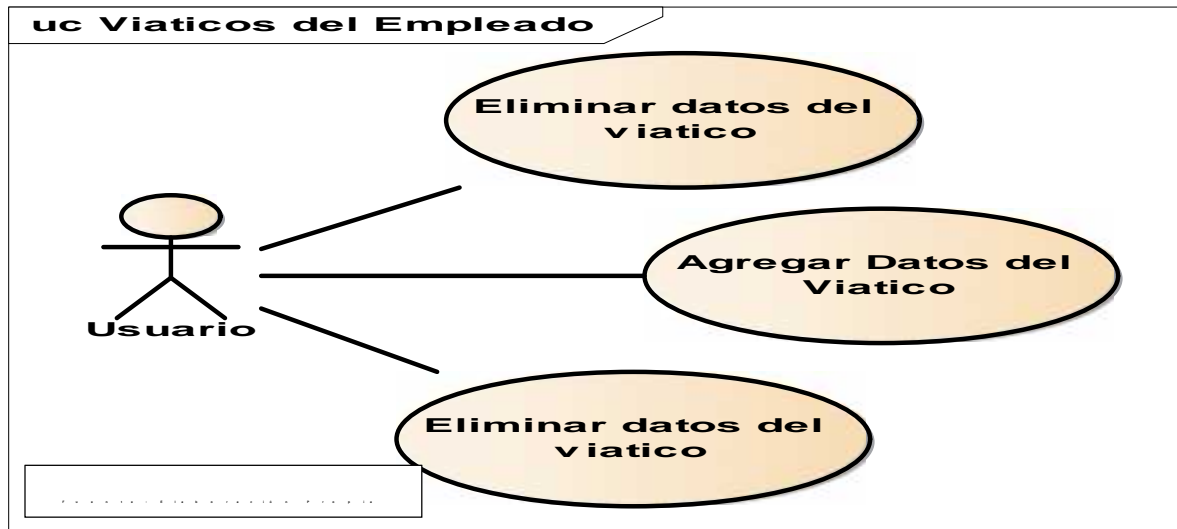 uc Viaticos del Empleado
Eliminar datos del
viatico
Agregar Datos del
Viatico
Usuario
Eliminar datos del
viatico